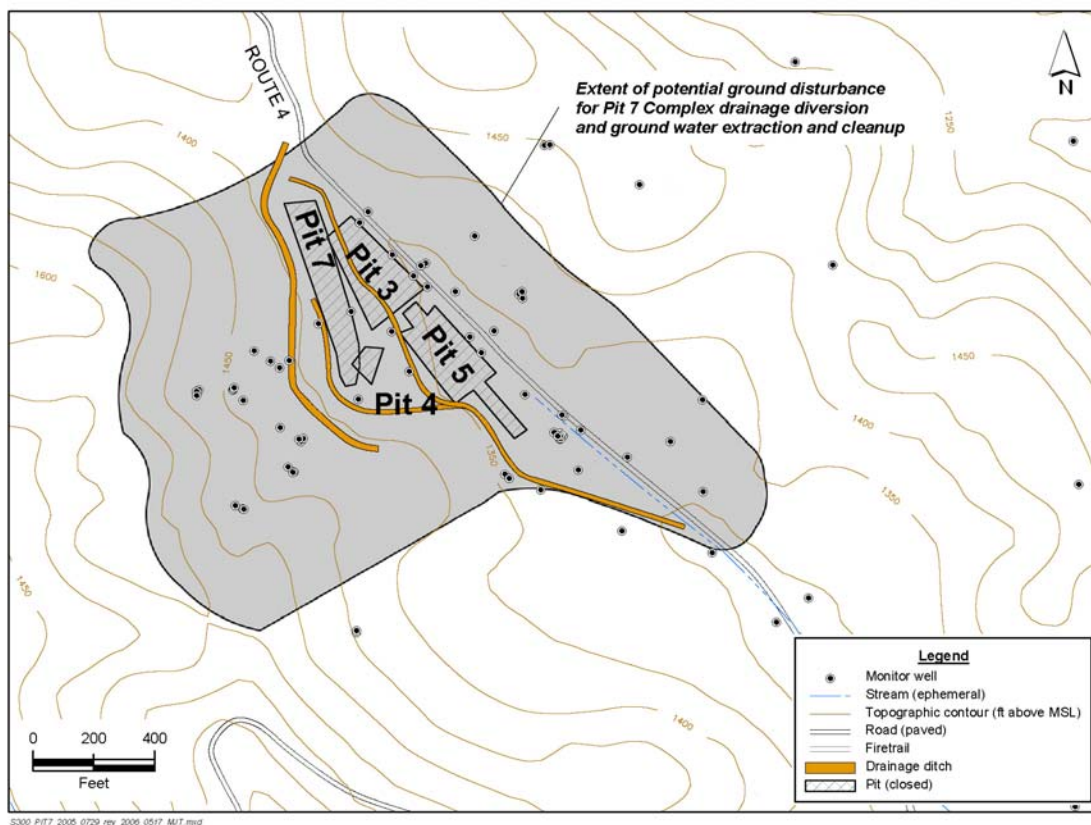 ROUTE 4
Extent of potential ground disturbance
for Pit 7 Complex drainage diversion
and ground water extraction and cleanup
N
1400
1450
1250
1600
Pit 7
Pit 3
Pit 5
Pit 4
1450
1450
1400
1350
1350
1450
1400
0 200 400
Feet
Legend
Monitor well
Stream (ephemeral)
Topographic contour (ft above MSL)
Road (paved)
Firetrail
Drainage ditch
Pit (closed)
S300_PIT7_2005_0729_rev_2006_0517_MJT.mxd